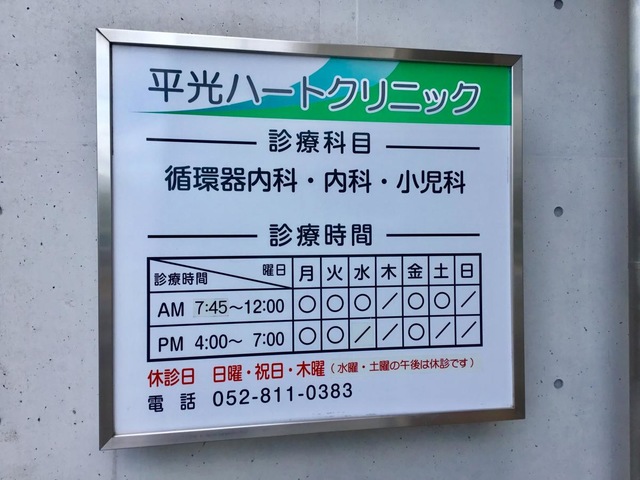 平光ハートクリニック
診療科目
循環器内科・内科・小児科
診療時間
診療時間 曜日 月 火 水 木 金 土 日
AM 7:45～12:00 ○ ○ ○ ／ ○ ○ ／
PM 4:00～ 7:00 ○ ○ ／ ／ ○ ／ ／
休診日 日曜・祝日・木曜（水曜・土曜の午後は休診です）
電話 052-811-0383